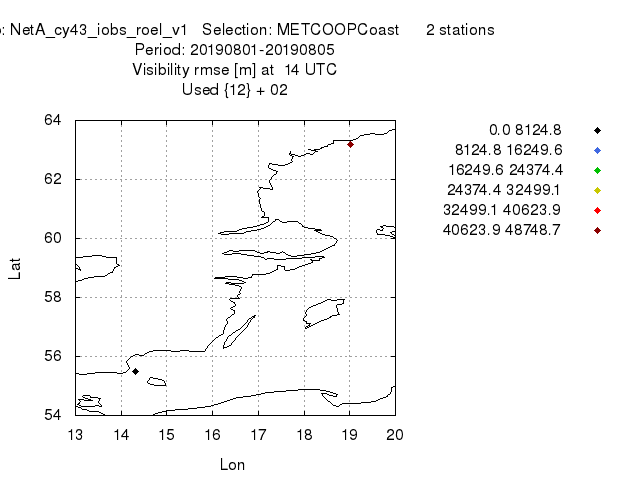 : NetA_cy43_iobs_roel_v1 Selection: METCOOPCoast 2 stations
Period: 20190801-20190805
Visibility rmse [m] at 14 UTC
Used {12} + 02
0.0 8124.8
8124.8 16249.6
16249.6 24374.4
24374.4 32499.1
32499.1 40623.9
40623.9 48748.7
64
62
60
58
56
54
Lat
13 14 15 16 17 18 19 20
Lon